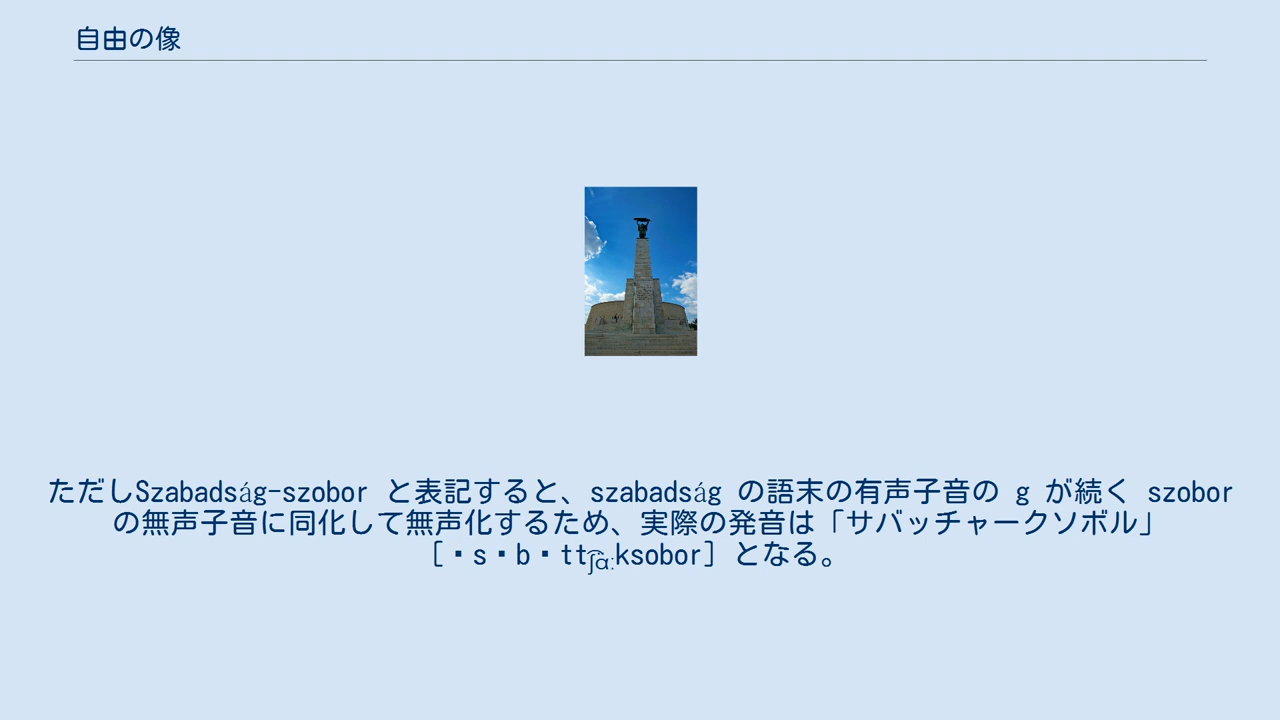 自由の像
ただしSzabadság-szobor と表記すると、szabadság の語末の有声子音の g が続く szobor
の無声子音に同化して無声化するため、実際の発音は「サバッチャークソボル」
[・s・b・tt͡ʃɑːksobor] となる。